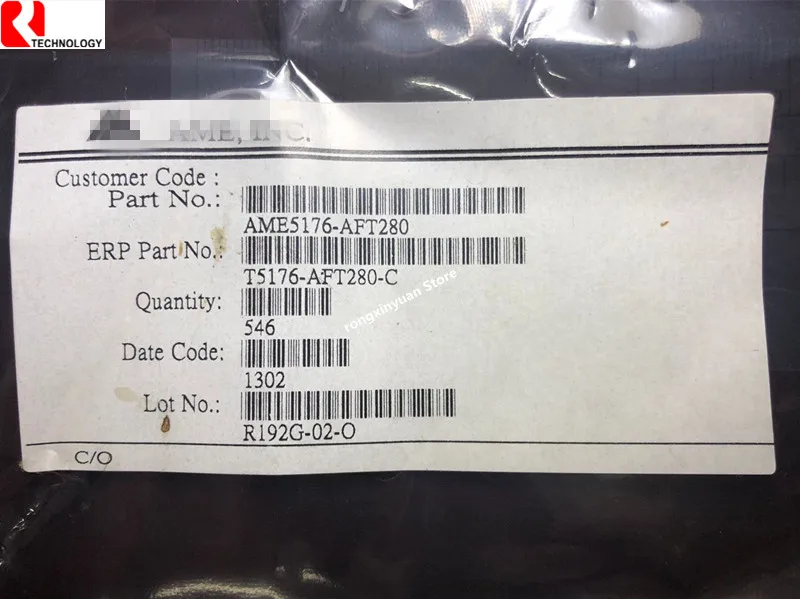 TECHNOLOGY
AME, INC.
Customer Code :
Part No.:
AME5176-AFT280
ERP Part No.:
T5176-AFT280-C
Quantity:
546
rongxinyuan Store
Date Code:
1302
Lot No.:
R192G-02-O
C/O